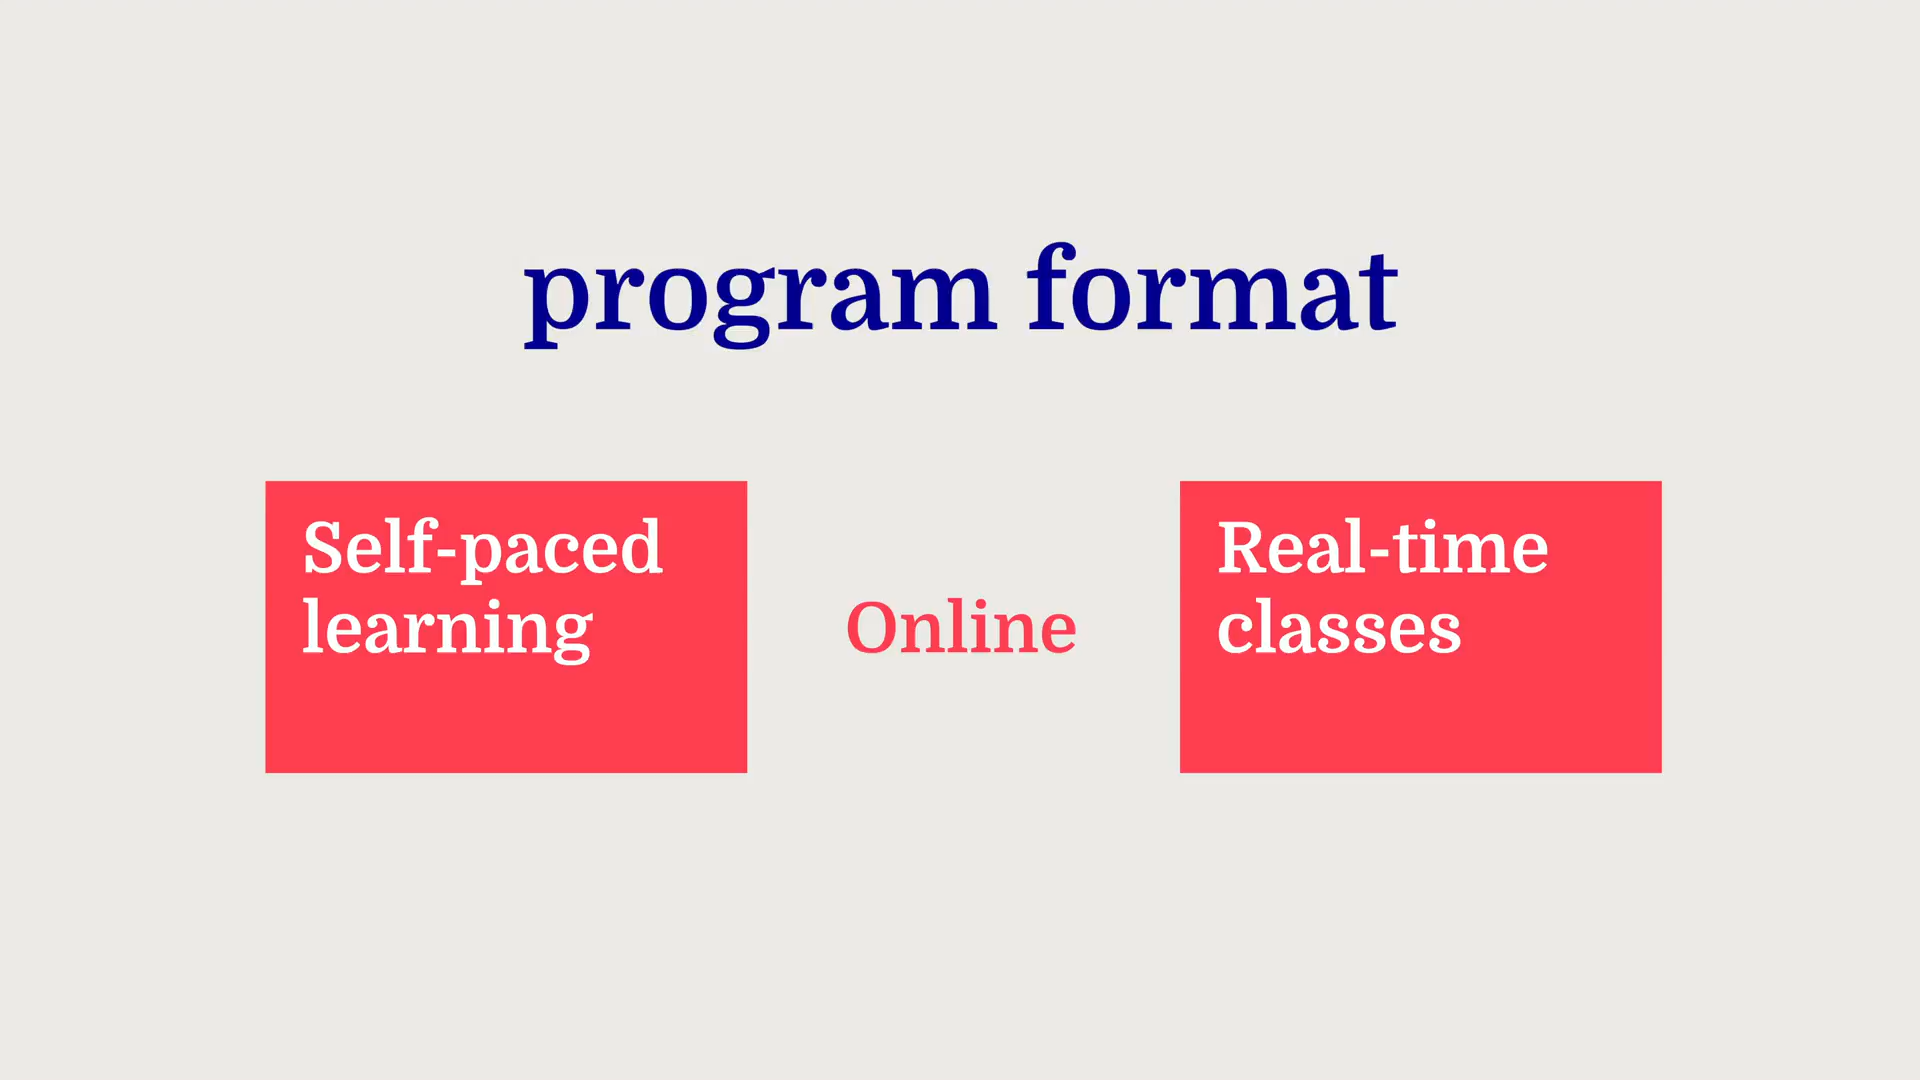 program format
Self-paced
learning
Online
Real-time
classes